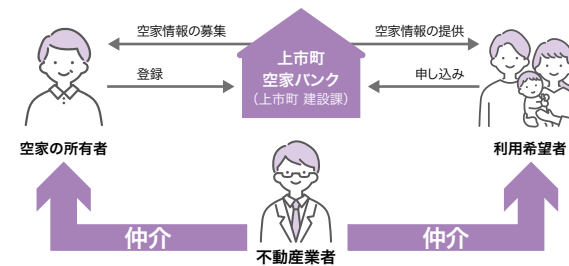 空家情報の募集
空家情報の提供
上市町
空家バンク
(上市町 建設課)
登録
申し込み
空家の所有者
利用希望者
仲介
仲介
不動産業者